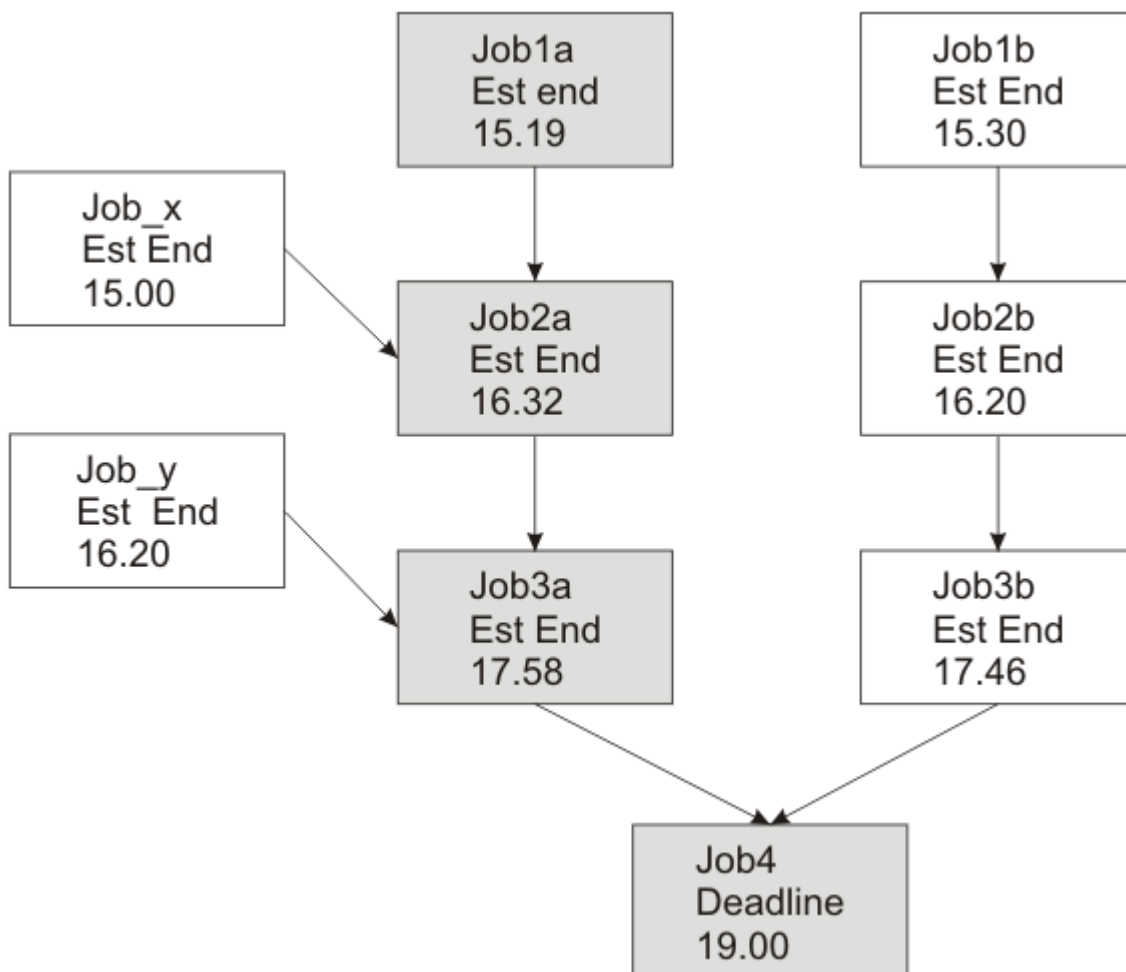 Job1a
Est end
15.19
Job1b
Est End
15.30
Job_x
Est End
15.00
Job2a
Est End
16.32
Job2b
Est End
16.20
Job_y
Est  End
16.20
Job3a
Est End
17.58
Job3b
Est End
17.46
Job4
Deadline
19.00